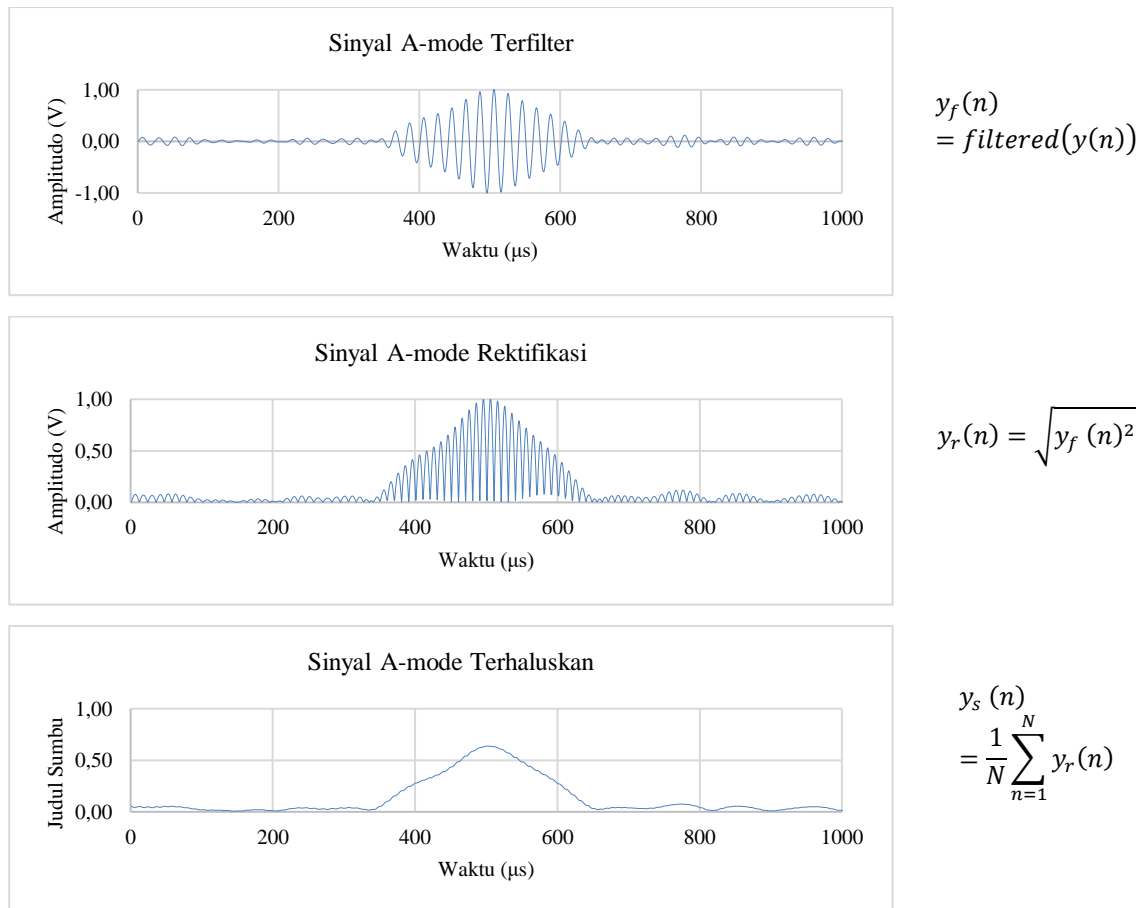 Sinyal A-mode Terfilter
Amplitudo (V)
1,00
0,00
-1,00
0 200 400 600 800 1000
Waktu (μs)
y_f(n)
= filtered(y(n))
Sinyal A-mode Rektifikasi
Amplitudo (V)
1,00
0,50
0,00
0 200 400 600 800 1000
Waktu (μs)
y_r(n) = √(y_f (n)²)
Sinyal A-mode Terhaluskan
Judul Sumbu
1,00
0,50
0,00
0 200 400 600 800 1000
Waktu (μs)
y_s (n)
= 1/N ∑_{n=1}^{N} y_r(n)